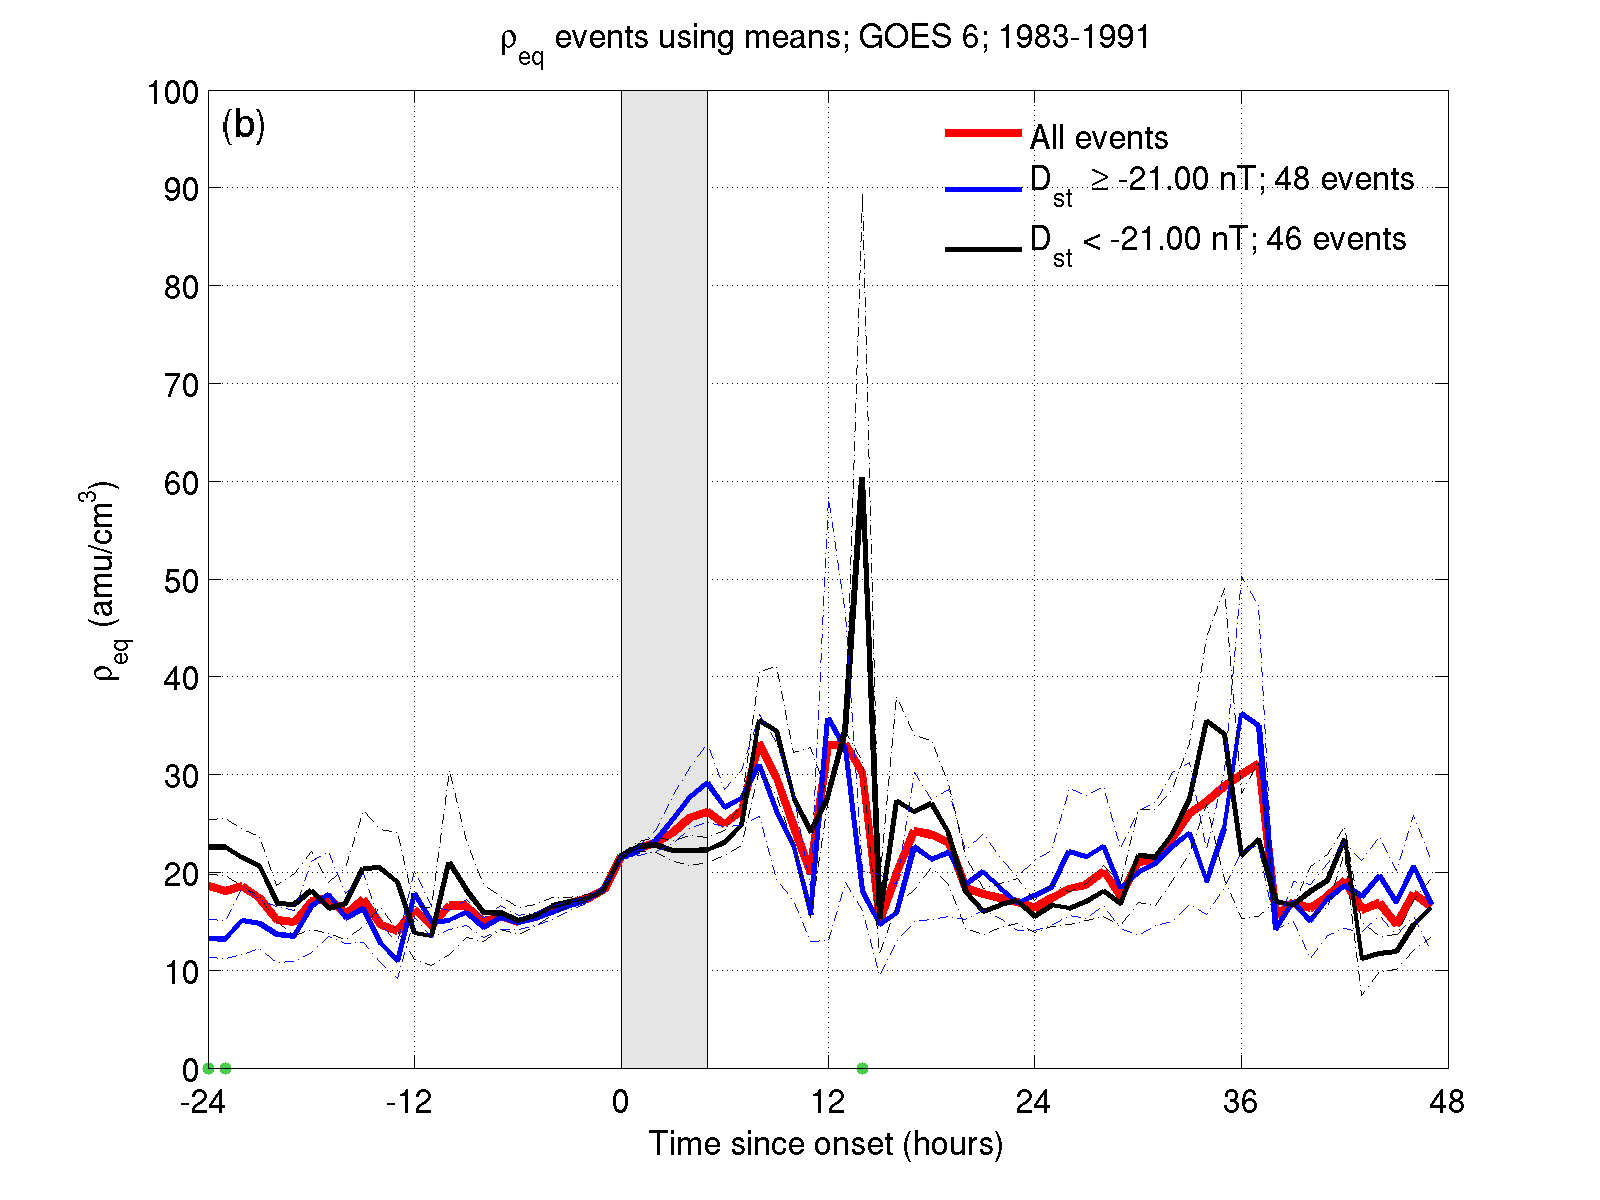 ρeq events using means; GOES 6; 1983-1991
(b)
All events
Dst ≥ -21.00 nT; 48 events
Dst < -21.00 nT; 46 events
100
90
80
70
60
50
40
30
20
10
0
ρeq (amu/cm³)
-24 -12 0 12 24 36 48
Time since onset (hours)